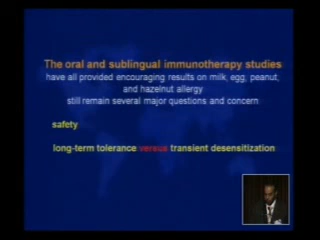 The oral and sublingual immunotherapy studies
have all provided encouraging results on milk, egg, peanut,
and hazelnut allergy
still remain several major questions and concern
safety
long-term tolerance versus transient desensitization